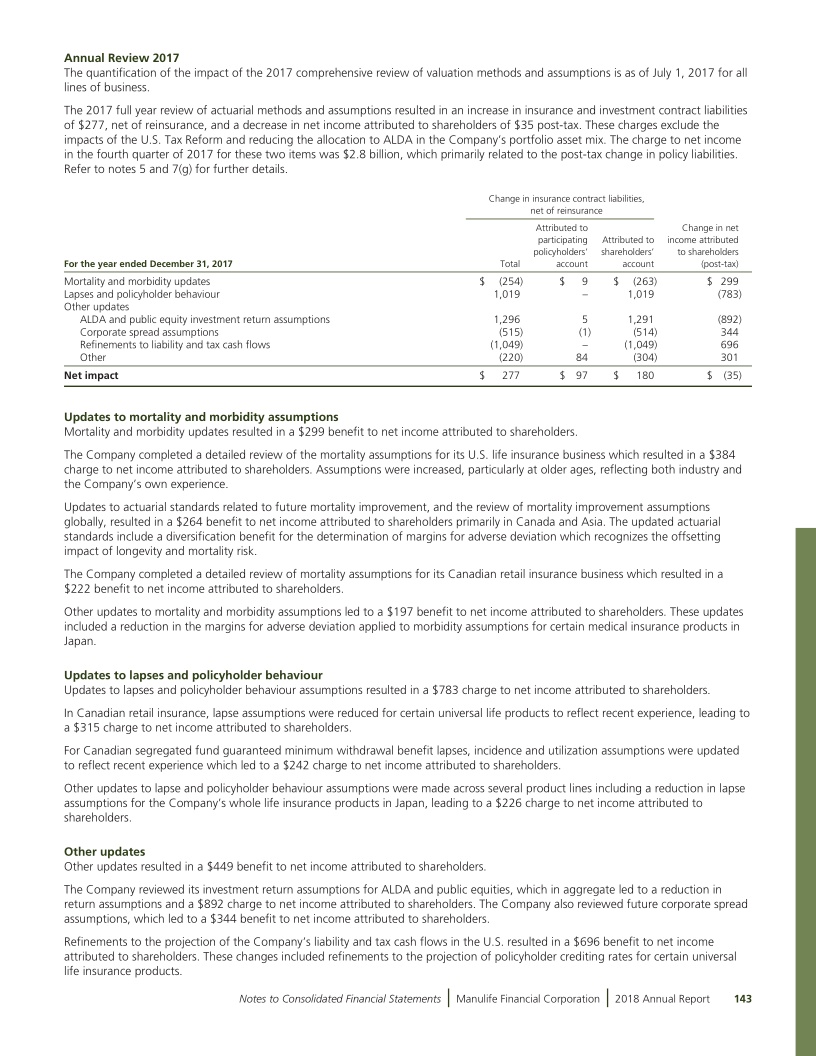 Annual Review 2017
The quantification of the impact of the 2017 comprehensive review of valuation methods and assumptions is as of July 1, 2017 for all
lines of business.
The 2017 full year review of actuarial methods and assumptions resulted in an increase in insurance and investment contract liabilities
of $277, net of reinsurance, and a decrease in net income attributed to shareholders of $35 post-tax. These charges exclude the
impacts of the U.S. Tax Reform and reducing the allocation to ALDA in the Company's portfolio asset mix. The charge to net income
in the fourth quarter of 2017 for these two items was $2.8 billion, which primarily related to the post-tax change in policy liabilities.
Refer to notes 5 and 7(g) for further details.
Change in insurance contract liabilities,
net of reinsurance
Attributed to Change in net
participating Attributed to income attributed
policyholders' shareholders' to shareholders
For the year ended December 31, 2017 Total account account (post-tax)
Mortality and morbidity updates $ (254) $ 9 $ (263) $ 299
Lapses and policyholder behaviour 1,019 – 1,019 (783)
Other updates
ALDA and public equity investment return assumptions 1,296 5 1,291 (892)
Corporate spread assumptions (515) (1) (514) 344
Refinements to liability and tax cash flows (1,049) – (1,049) 696
Other (220) 84 (304) 301
Net impact $ 277 $ 97 $ 180 $ (35)
Updates to mortality and morbidity assumptions
Mortality and morbidity updates resulted in a $299 benefit to net income attributed to shareholders.
The Company completed a detailed review of the mortality assumptions for its U.S. life insurance business which resulted in a $384
charge to net income attributed to shareholders. Assumptions were increased, particularly at older ages, reflecting both industry and
the Company's own experience.
Updates to actuarial standards related to future mortality improvement, and the review of mortality improvement assumptions
globally, resulted in a $264 benefit to net income attributed to shareholders primarily in Canada and Asia. The updated actuarial
standards include a diversification benefit for the determination of margins for adverse deviation which recognizes the offsetting
impact of longevity and mortality risk.
The Company completed a detailed review of mortality assumptions for its Canadian retail insurance business which resulted in a
$222 benefit to net income attributed to shareholders.
Other updates to mortality and morbidity assumptions led to a $197 benefit to net income attributed to shareholders. These updates
included a reduction in the margins for adverse deviation applied to morbidity assumptions for certain medical insurance products in
Japan.
Updates to lapses and policyholder behaviour
Updates to lapses and policyholder behaviour assumptions resulted in a $783 charge to net income attributed to shareholders.
In Canadian retail insurance, lapse assumptions were reduced for certain universal life products to reflect recent experience, leading to
a $315 charge to net income attributed to shareholders.
For Canadian segregated fund guaranteed minimum withdrawal benefit lapses, incidence and utilization assumptions were updated
to reflect recent experience which led to a $242 charge to net income attributed to shareholders.
Other updates to lapse and policyholder behaviour assumptions were made across several product lines including a reduction in lapse
assumptions for the Company's whole life insurance products in Japan, leading to a $226 charge to net income attributed to
shareholders.
Other updates
Other updates resulted in a $449 benefit to net income attributed to shareholders.
The Company reviewed its investment return assumptions for ALDA and public equities, which in aggregate led to a reduction in
return assumptions and a $892 charge to net income attributed to shareholders. The Company also reviewed future corporate spread
assumptions, which led to a $344 benefit to net income attributed to shareholders.
Refinements to the projection of the Company's liability and tax cash flows in the U.S. resulted in a $696 benefit to net income
attributed to shareholders. These changes included refinements to the projection of policyholder crediting rates for certain universal
life insurance products.
Notes to Consolidated Financial Statements | Manulife Financial Corporation | 2018 Annual Report 143